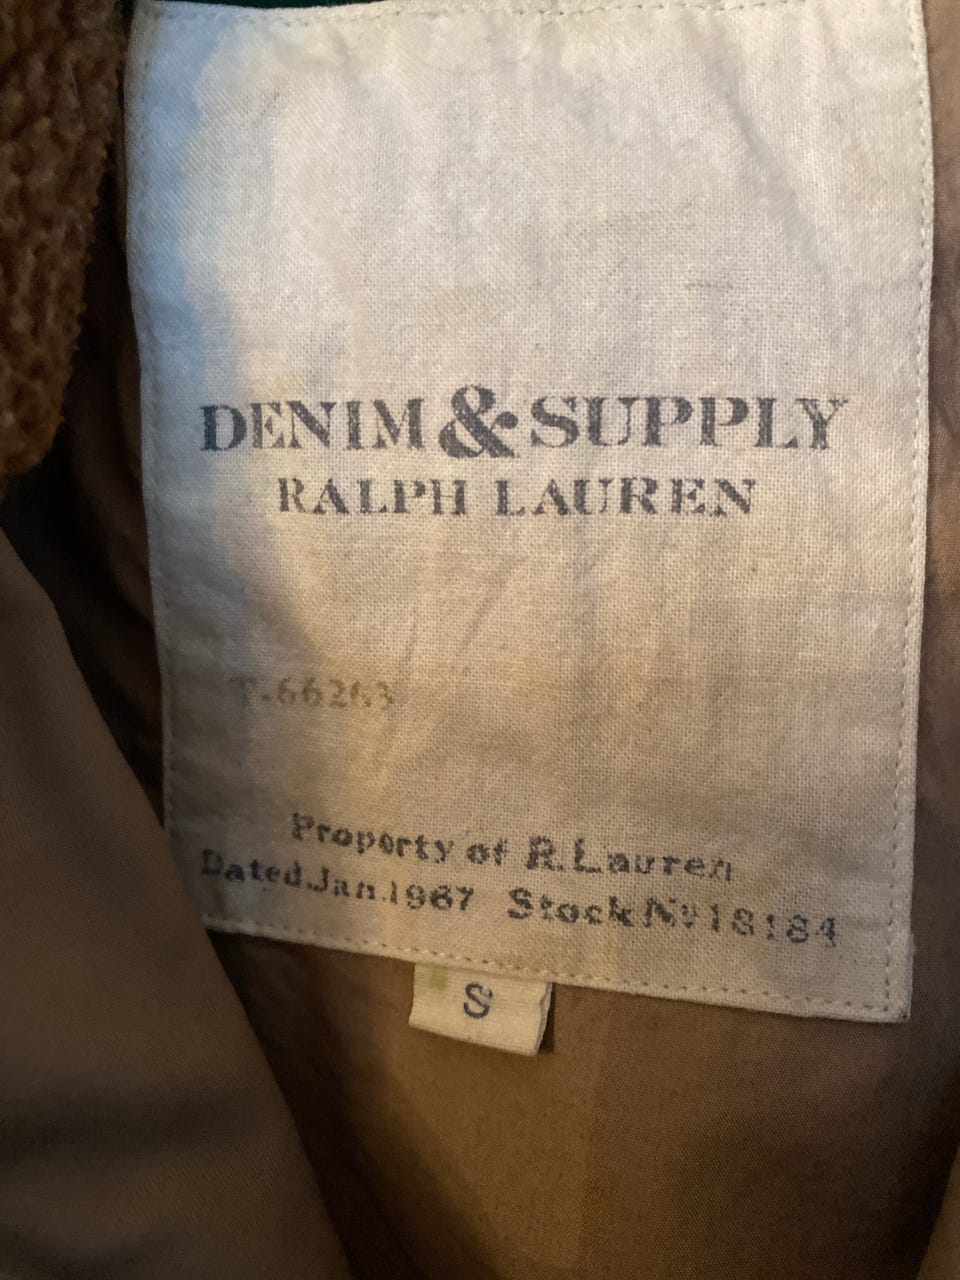 DENIM & SUPPLY
RALPH LAUREN
T.66263
Property of R.Lauren
Dated.Jan.1967 Stock No 18184
S